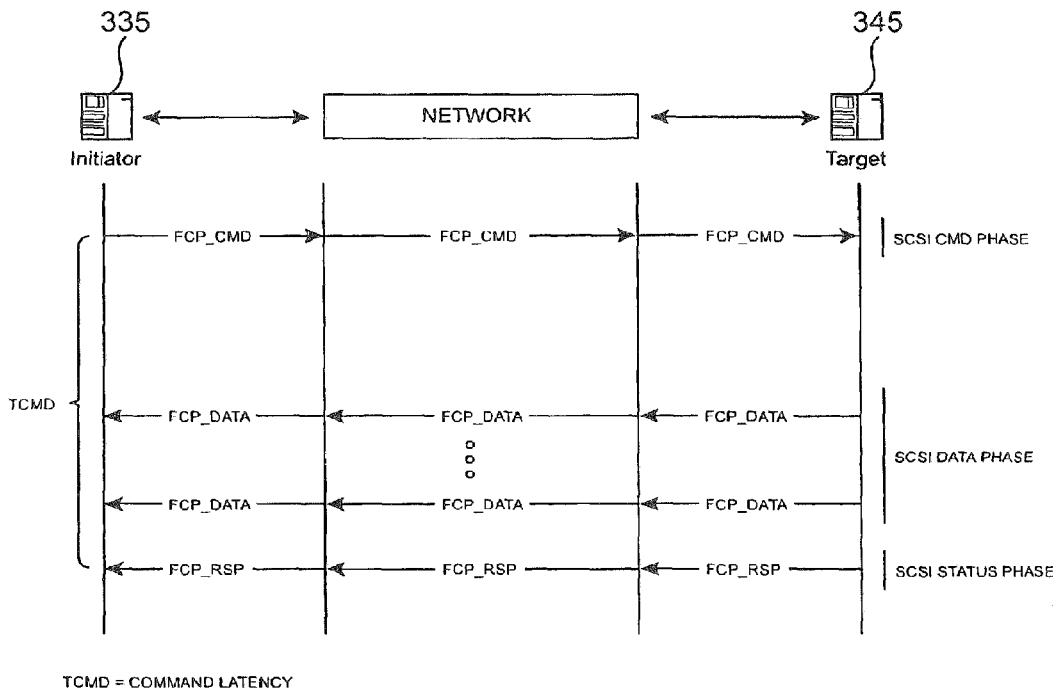 335
345
NETWORK
Initiator
Target
FCP_CMD FCP_CMD FCP_CMD SCSI CMD PHASE
TCMD
FCP_DATA FCP_DATA FCP_DATA
SCSI DATA PHASE
FCP_DATA FCP_DATA FCP_DATA
FCP_RSP FCP_RSP FCP_RSP SCSI STATUS PHASE
TCMD = COMMAND LATENCY